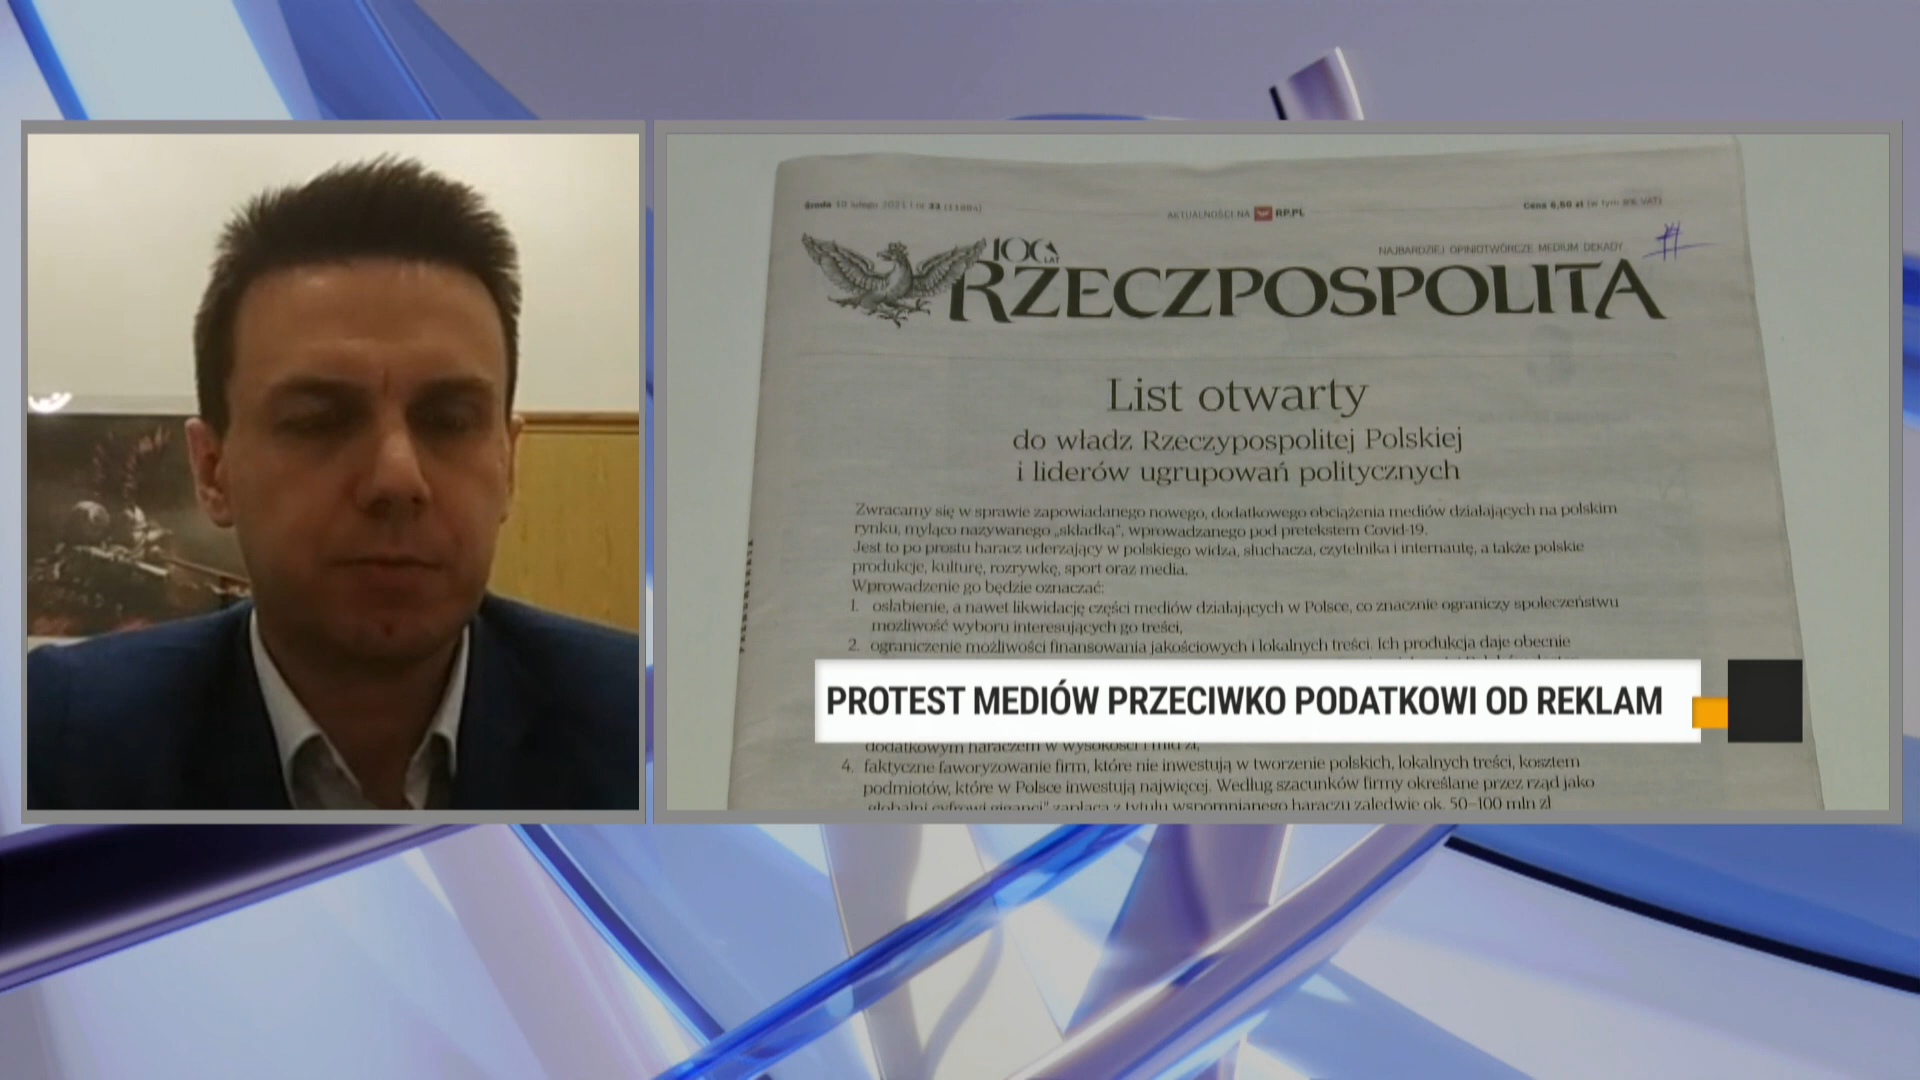 środa 10 lutego 2021 | nr 33 (11884)
AKTUALNOŚCI NA RP.PL
Cena 6,50 zł (w tym 8% VAT)
100 LAT
NAJBARDZIEJ OPINIOTWÓRCZE MEDIUM DEKADY
RZECZPOSPOLITA
List otwarty
do władz Rzeczypospolitej Polskiej
i liderów ugrupowań politycznych
Zwracamy się w sprawie zapowiadanego nowego, dodatkowego obciążenia mediów działających na polskim
rynku, myląco nazywanego „składką”, wprowadzanego pod pretekstem Covid-19.
Jest to po prostu haracz uderzający w polskiego widza, słuchacza, czytelnika i internautę, a także polskie
produkcje, kulturę, rozrywkę, sport oraz media.
Wprowadzenie go będzie oznaczać:
1. osłabienie, a nawet likwidację części mediów działających w Polsce, co znacznie ograniczy społeczeństwu
możliwość wyboru interesujących go treści,
2. ograniczenie możliwości finansowania jakościowych i lokalnych treści. Ich produkcja daje obecnie
PROTEST MEDIÓW PRZECIWKO PODATKOWI OD REKLAM
dodatkowym haraczem w wysokości 1 mld zł,
4. faktyczne faworyzowanie firm, które nie inwestują w tworzenie polskich, lokalnych treści, kosztem
podmiotów, które w Polsce inwestują najwięcej. Według szacunków firmy określane przez rząd jako
„globalni cyfrowi giganci” zapłacą z tytułu wspomnianego haraczu zaledwie ok. 50–100 mln zł